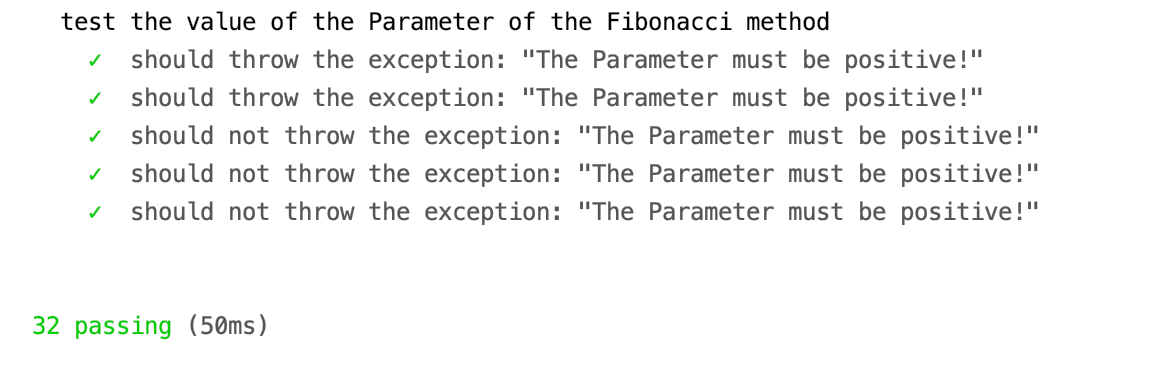 test the value of the Parameter of the Fibonacci method
✓ should throw the exception: "The Parameter must be positive!"
✓ should throw the exception: "The Parameter must be positive!"
✓ should not throw the exception: "The Parameter must be positive!"
✓ should not throw the exception: "The Parameter must be positive!"
✓ should not throw the exception: "The Parameter must be positive!"
32 passing (50ms)